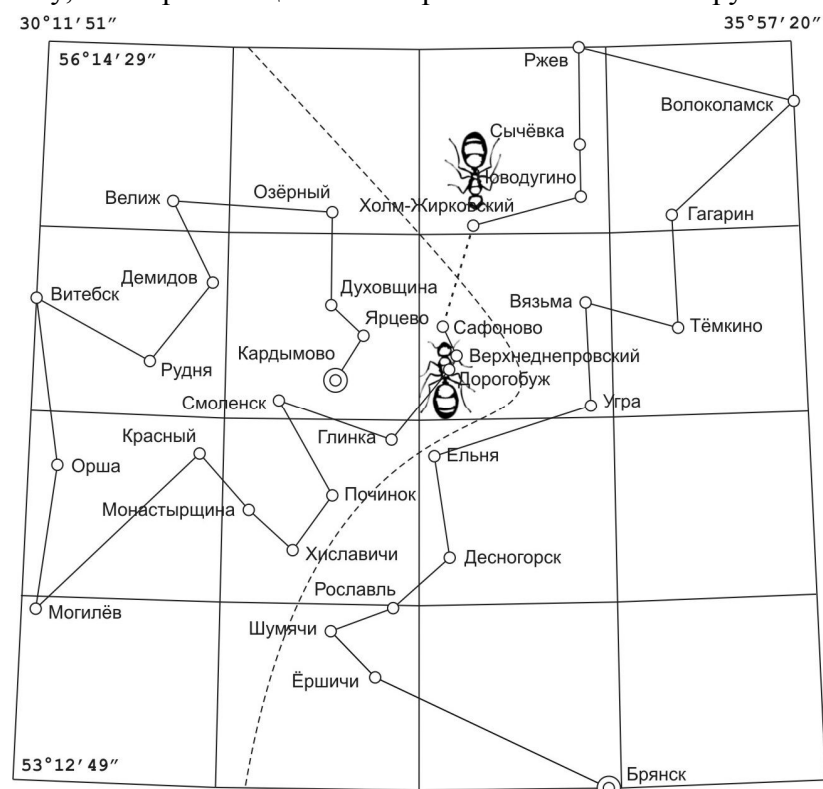 30°11′51″
35°57′20″
56°14′29″
Ржев
Волоколамск
Сычёвка
Новодугино
Озёрный
Велиж
Холм-Жирковский
Гагарин
Демидов
Витебск
Духовщина
Вязьма
Ярцево
Сафоново
Тёмкино
Кардымово
Верхнеднепровский
Рудня
Дорогобуж
Смоленск
Угра
Глинка
Красный
Ельня
Орша
Починок
Монастырщина
Хиславичи
Десногорск
Рославль
Могилёв
Шумячи
Ёршичи
53°12′49″
Брянск